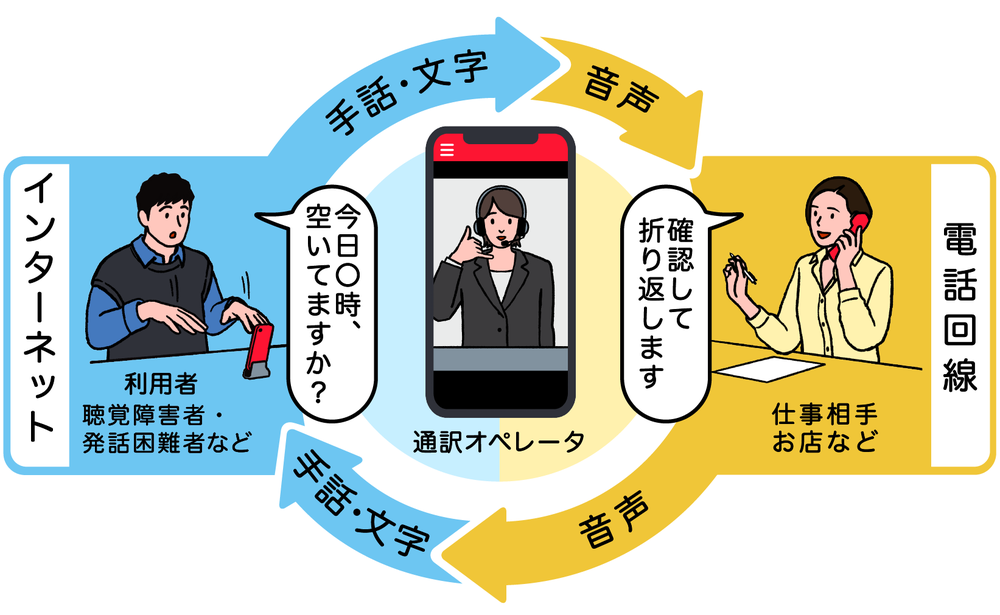 手話・文字
音声
インターネット
今日〇時、
空いてますか？
確認して
折り返します
電話回線
利用者
聴覚障害者・
発話困難者など
通訳オペレータ
仕事相手
お店など
手話・文字
音声